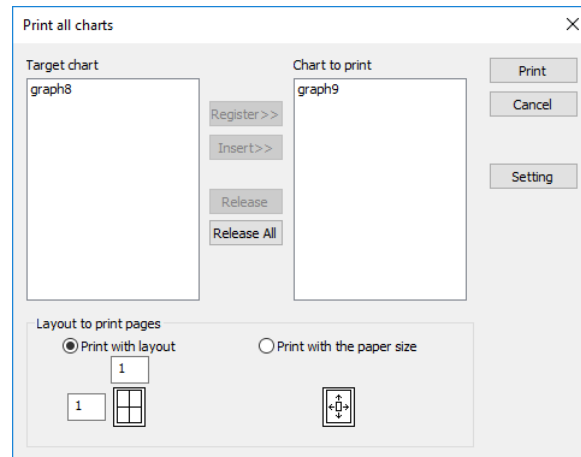 Print all charts
Target chart
Chart to print
graph8
graph9
Register>>
Insert>>
Release
Release All
Print
Cancel
Setting
Layout to print pages
Print with layout
Print with the paper size
1
1